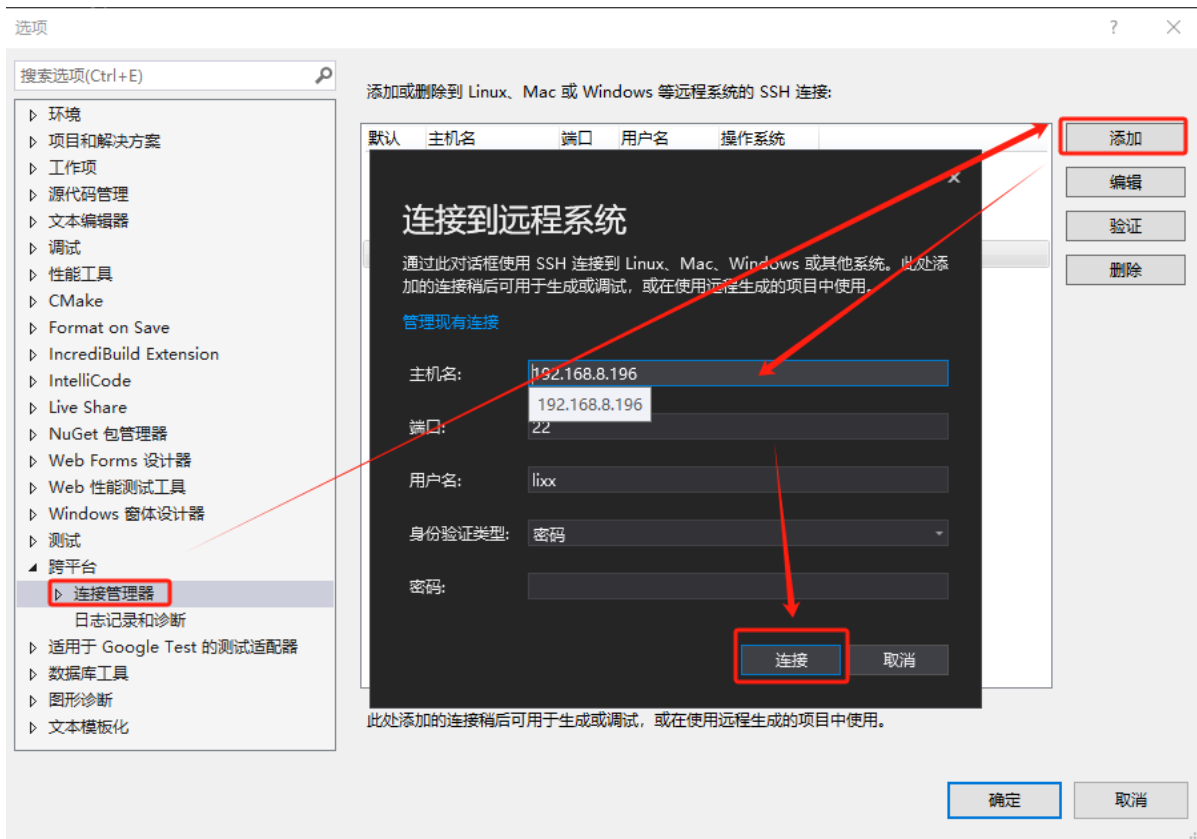 选项
?
搜索选项(Ctrl+E)
环境
项目和解决方案
工作项
源代码管理
文本编辑器
调试
性能工具
CMake
Format on Save
IncrediBuild Extension
IntelliCode
Live Share
NuGet 包管理器
Web Forms 设计器
Web 性能测试工具
Windows 窗体设计器
测试
跨平台
连接管理器
日志记录和诊断
适用于 Google Test 的测试适配器
数据库工具
图形诊断
文本模板化
添加或删除到 Linux、Mac 或 Windows 等远程系统的 SSH 连接:
默认 主机名 端口 用户名 操作系统
添加
编辑
验证
删除
连接到远程系统
通过此对话框使用 SSH 连接到 Linux、Mac、Windows 或其他系统。此处添
加的连接稍后可用于生成或调试，或在使用远程生成的项目中使用。
管理现有连接
主机名: 192.168.8.196
192.168.8.196
端口: 22
用户名: lixx
身份验证类型: 密码
密码:
连接 取消
此处添加的连接稍后可用于生成或调试，或在使用远程生成的项目中使用。
确定 取消